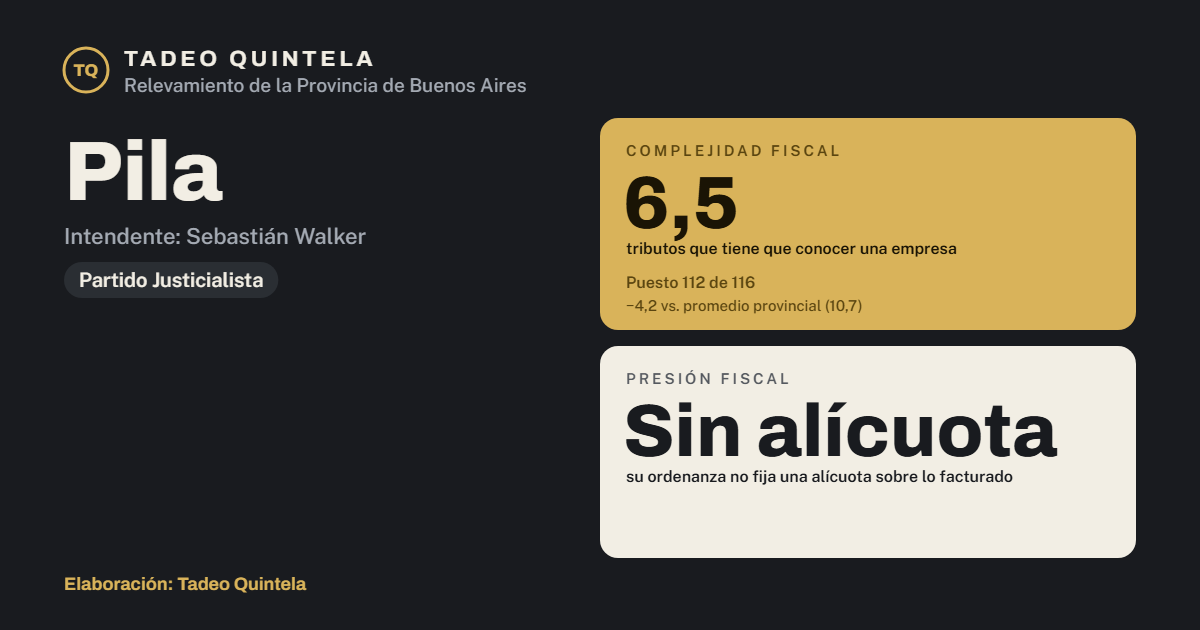 TQ
TADEO QUINTELA
Relevamiento de la Provincia de Buenos Aires
Pila
Intendente: Sebastián Walker
Partido Justicialista
COMPLEJIDAD FISCAL
6,5
tributos que tiene que conocer una empresa
Puesto 112 de 116
−4,2 vs. promedio provincial (10,7)
PRESIÓN FISCAL
Sin alícuota
su ordenanza no fija una alícuota sobre lo facturado
Elaboración: Tadeo Quintela